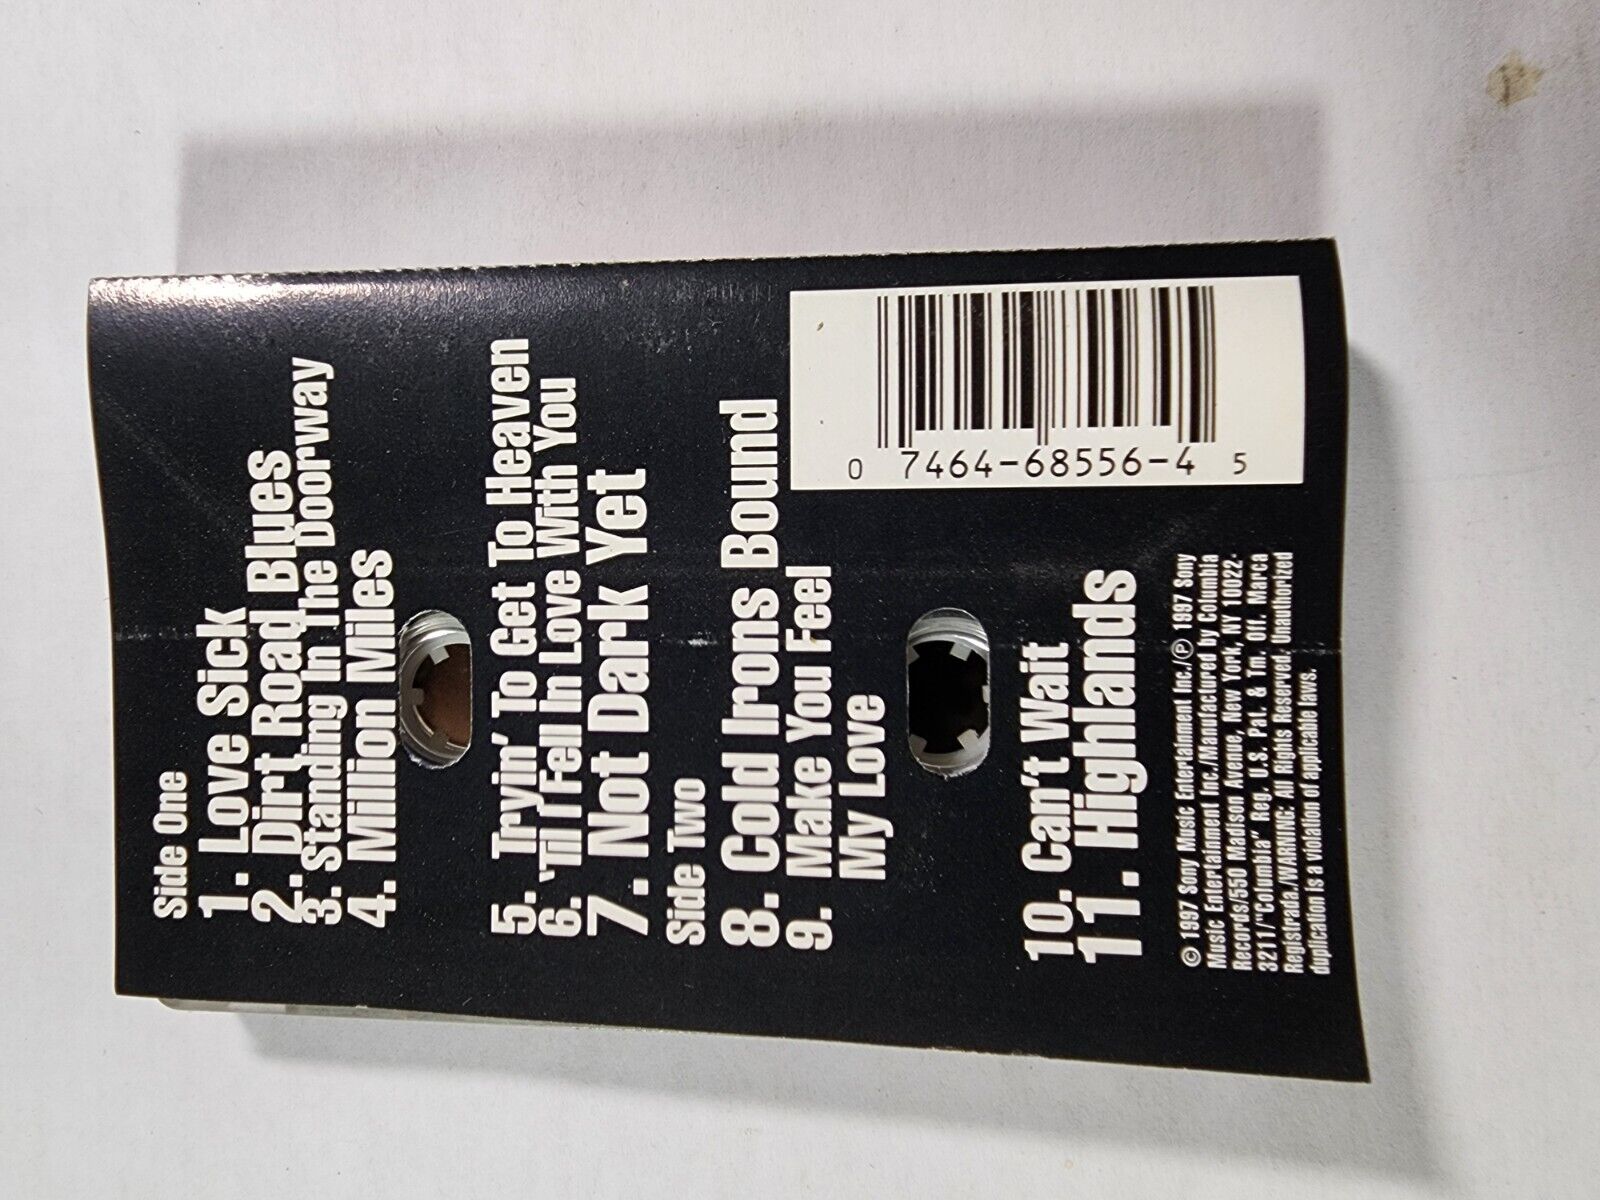 Side One
1. Love Sick
2. Dirt Road Blues
3. Standing In The Doorway
4. Million Miles
5. Tryin' To Get To Heaven
6. 'Til I Fell In Love With You
7. Not Dark Yet
Side Two
8. Cold Irons Bound
9. Make You Feel
My Love
10. Can't Wait
11. Highlands
0 7464-68556-4 5
© 1997 Sony Music Entertainment Inc./℗ 1997 Sony
Music Entertainment Inc./Manufactured by Columbia
Records/550 Madison Avenue, New York, NY 10022-
3211/"Columbia" Reg. U.S. Pat. & Tm. Off. Marca
Registrada./WARNING: All Rights Reserved. Unauthorized
duplication is a violation of applicable laws.